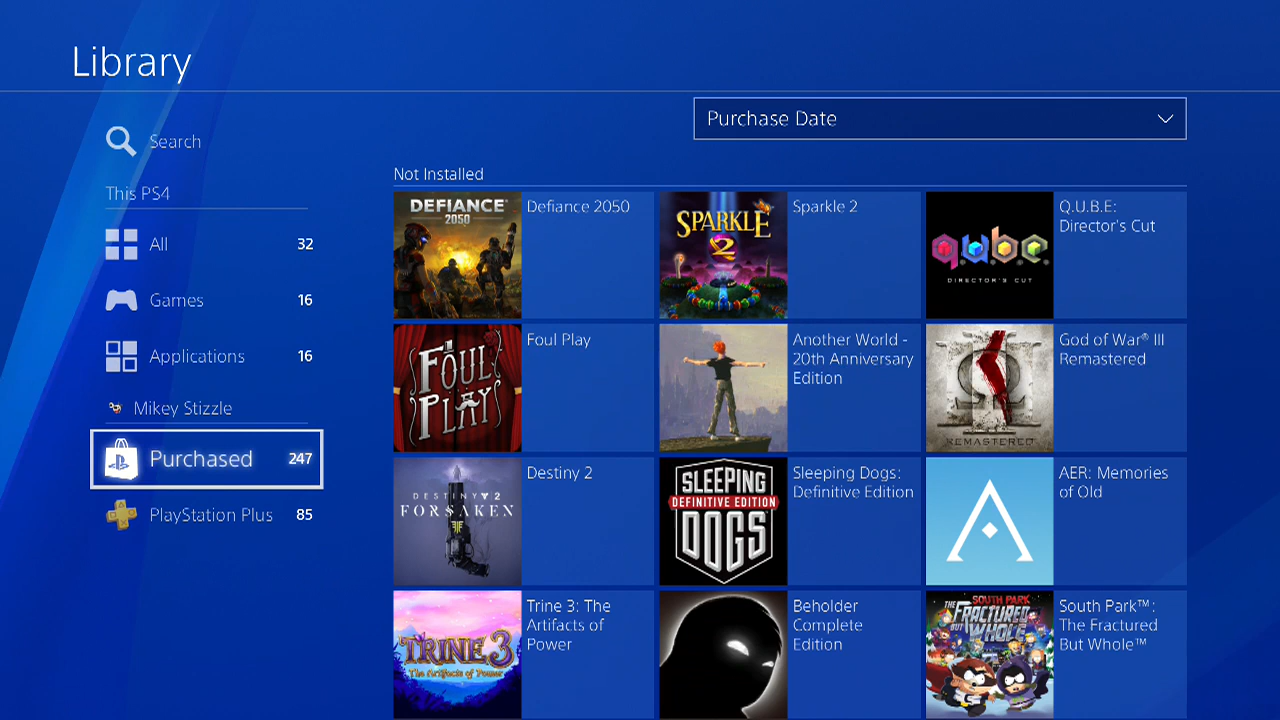 Library
Purchase Date
Search
This PS4
All 32
Games 16
Applications 16
Mikey Stizzle
Purchased 247
PlayStation Plus 85
Not Installed
DEFIANCE
2050
Defiance 2050
SPARKLE
2
Sparkle 2
q.u.b.e.
DIRECTOR'S CUT
Q.U.B.E:
Director's Cut
FOUL
PLAY
Foul Play
Another World -
20th Anniversary
Edition
III
REMASTERED
God of War® III
Remastered
DESTINY 2
FORSAKEN
Destiny 2
SLEEPING
DEFINITIVE EDITION
DOGS
Sleeping Dogs:
Definitive Edition
AER: Memories
of Old
TRINE 3
The Artifacts of Power
Trine 3: The
Artifacts of
Power
Beholder
Complete
Edition
SOUTH PARK
THE FRACTURED
BUT WHOLE
South Park™:
The Fractured
But Whole™